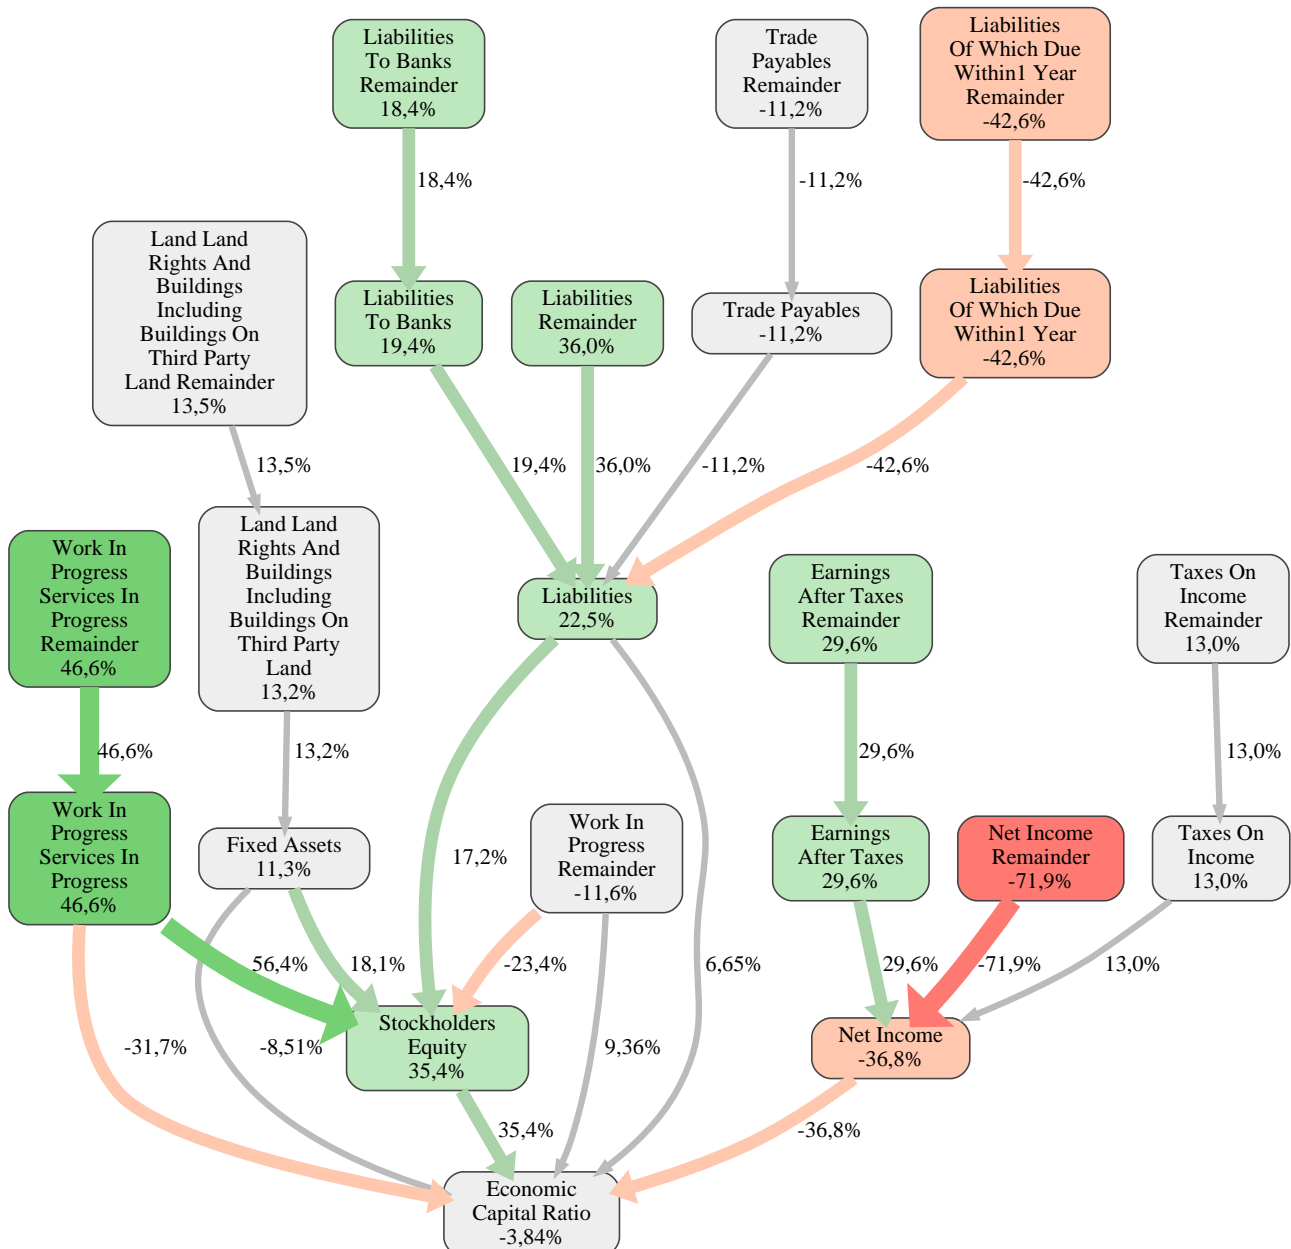 Liabilities
To Banks
Remainder
18,4%
Trade
Payables
Remainder
-11,2%
Liabilities
Of Which Due
Within1 Year
Remainder
-42,6%
18,4%
-11,2%
-42,6%
Land Land
Rights And
Buildings
Including
Buildings On
Third Party
Land Remainder
13,5%
Liabilities
To Banks
19,4%
Liabilities
Remainder
36,0%
Trade Payables
-11,2%
Liabilities
Of Which Due
Within1 Year
-42,6%
13,5%
19,4%
36,0%
-11,2%
-42,6%
Work In
Progress
Services In
Progress
Remainder
46,6%
Land Land
Rights And
Buildings
Including
Buildings On
Third Party
Land
13,2%
Liabilities
22,5%
Earnings
After Taxes
Remainder
29,6%
Taxes On
Income
Remainder
13,0%
46,6%
13,2%
29,6%
13,0%
Work In
Progress
Services In
Progress
46,6%
Fixed Assets
11,3%
17,2%
Work In
Progress
Remainder
-11,6%
Earnings
After Taxes
29,6%
Net Income
Remainder
-71,9%
Taxes On
Income
13,0%
56,4%
18,1%
-23,4%
6,65%
29,6%
-71,9%
13,0%
-31,7%
-8,51%
Stockholders
Equity
35,4%
9,36%
Net Income
-36,8%
35,4%
-36,8%
Economic
Capital Ratio
-3,84%